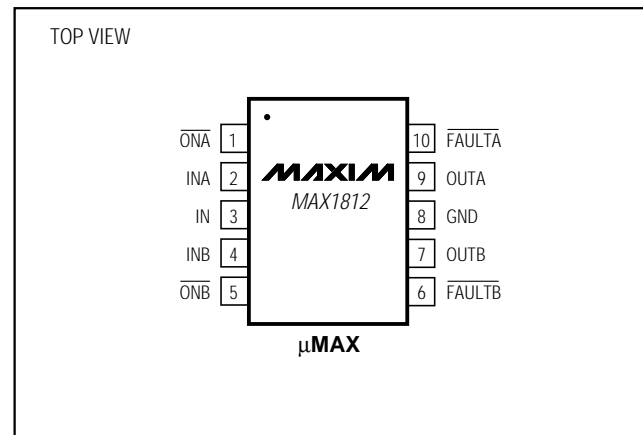 TOP VIEW
ONA 1
INA 2
IN 3
INB 4
ONB 5
MAXIM
MAX1812
10 FAULTA
9 OUTA
8 GND
7 OUTB
6 FAULTB
μMAX